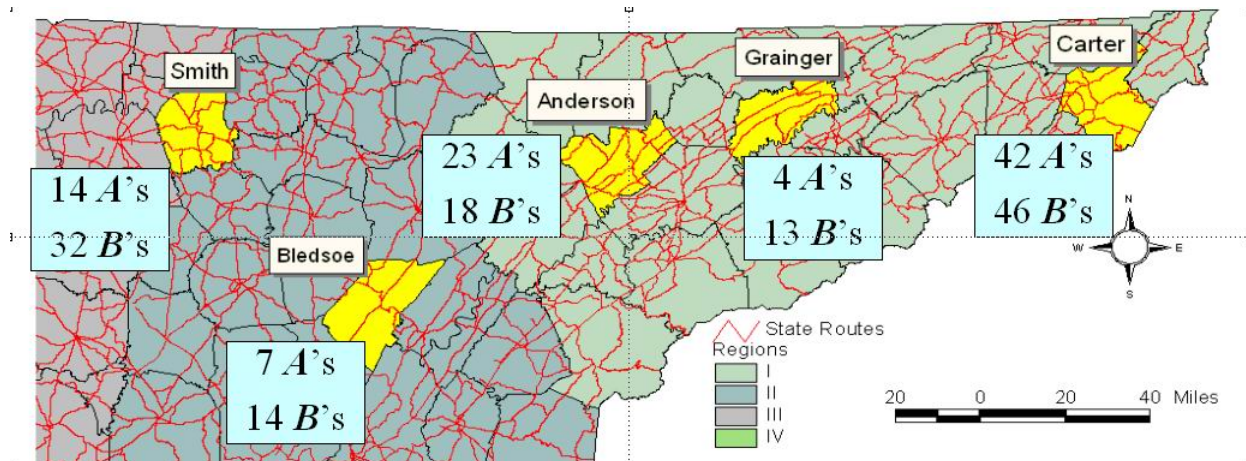 Smith
Anderson
Grainger
Carter
14 A's
32 B's
23 A's
18 B's
4 A's
13 B's
42 A's
46 B's
Bledsoe
7 A's
14 B's
N
W E
S
State Routes
Regions
I
II
III
IV
20 0 20 40 Miles